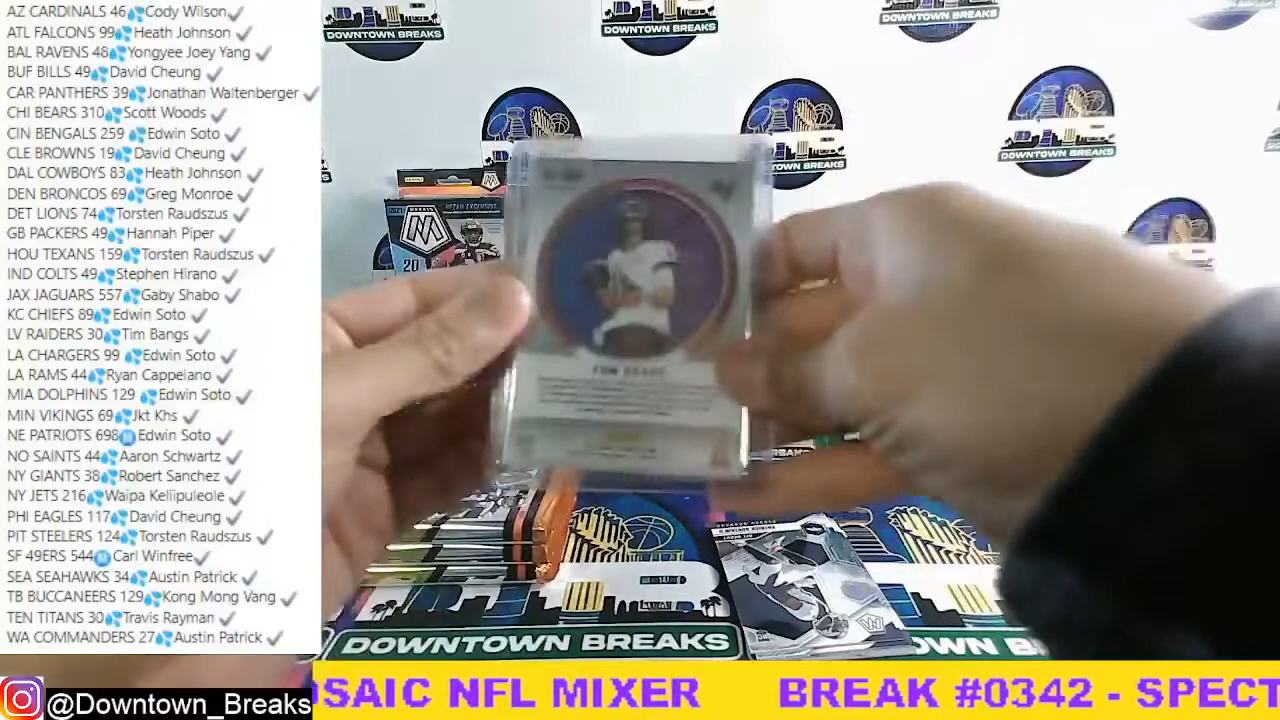 AZ CARDINALS 46💦Cody Wilson✔
ATL FALCONS 99💦Heath Johnson✔
BAL RAVENS 48💦Yongyee Joey Yang✔
BUF BILLS 49💦David Cheung✔
CAR PANTHERS 39💦Jonathan Waltenberger✔
CHI BEARS 310💦Scott Woods✔
CIN BENGALS 259💦Edwin Soto✔
CLE BROWNS 19💦David Cheung✔
DAL COWBOYS 83💦Heath Johnson✔
DEN BRONCOS 69💦Greg Monroe✔
DET LIONS 74💦Torsten Raudszus✔
GB PACKERS 49💦Hannah Piper✔
HOU TEXANS 159💦Torsten Raudszus✔
IND COLTS 49💦Stephen Hirano✔
JAX JAGUARS 557💦Gaby Shabo✔
KC CHIEFS 89💦Edwin Soto✔
LV RAIDERS 30💦Tim Bangs✔
LA CHARGERS 99💦Edwin Soto✔
LA RAMS 44💦Ryan Cappelano✔
MIA DOLPHINS 129💦Edwin Soto✔
MIN VIKINGS 69💦Jkt Khs✔
NE PATRIOTS 698Ⓜ️Edwin Soto✔
NO SAINTS 44💦Aaron Schwartz✔
NY GIANTS 38💦Robert Sanchez✔
NY JETS 216💦Waipa Keliipuleole✔
PHI EAGLES 117💦David Cheung✔
PIT STEELERS 124💦Torsten Raudszus✔
SF 49ERS 544Ⓜ️Carl Winfree✔
SEA SEAHAWKS 34💦Austin Patrick✔
TB BUCCANEERS 129💦Kong Mong Vang✔
TEN TITANS 30💦Travis Rayman✔
WA COMMANDERS 27💦Austin Patrick✔
@Downtown_Breaks
OSAIC NFL MIXER BREAK #0342 - SPECT
DOWNTOWN BREAKS
DOWNTOWN BREAKS
DOWNTOWN BREAKS
DOWNTOWN BREAKS
DOWNTOWN BREAKS
20
TOM BRADY
DOWNTOWN BREAKS